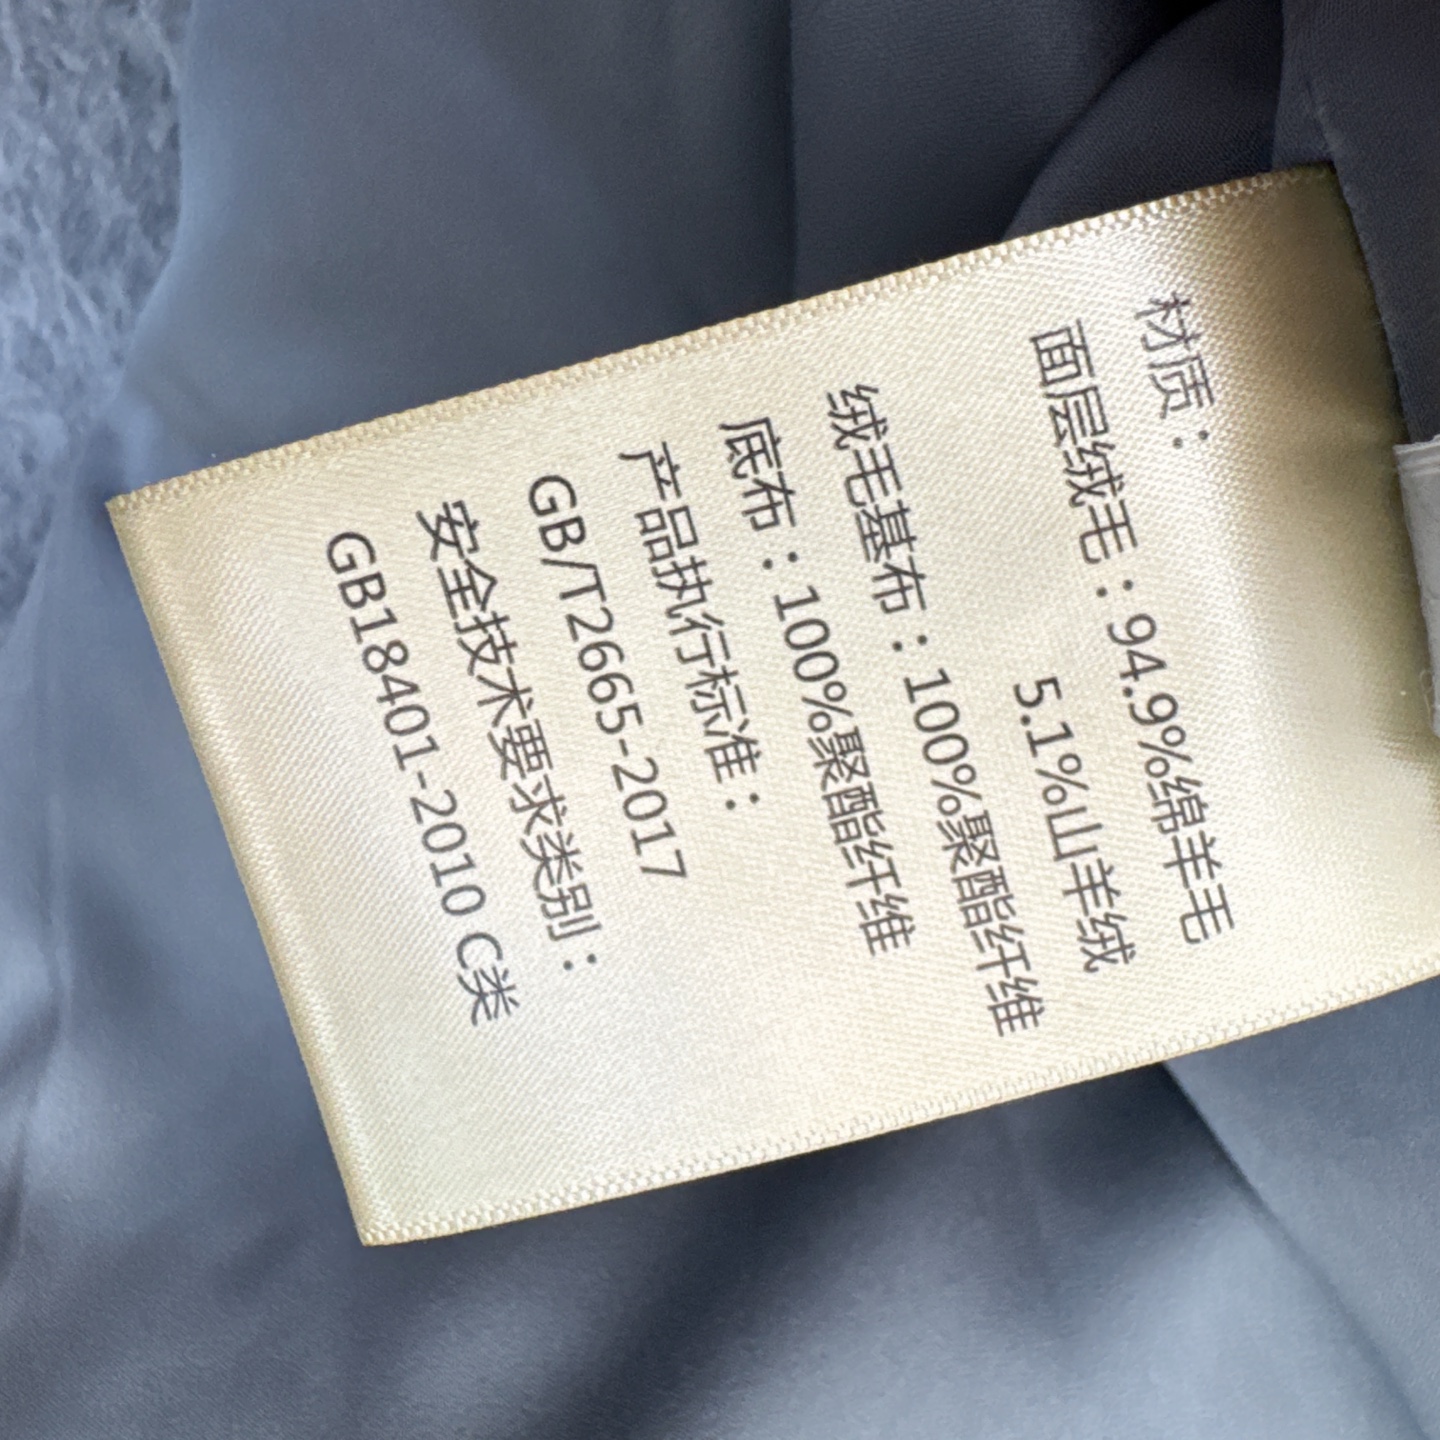 材质：
面层绒毛：94.9%绵羊毛
5.1%山羊绒
绒毛基布：100%聚酯纤维
底布：100%聚酯纤维
产品执行标准：
GB/T2665-2017
安全技术要求类别：
GB18401-2010 C类